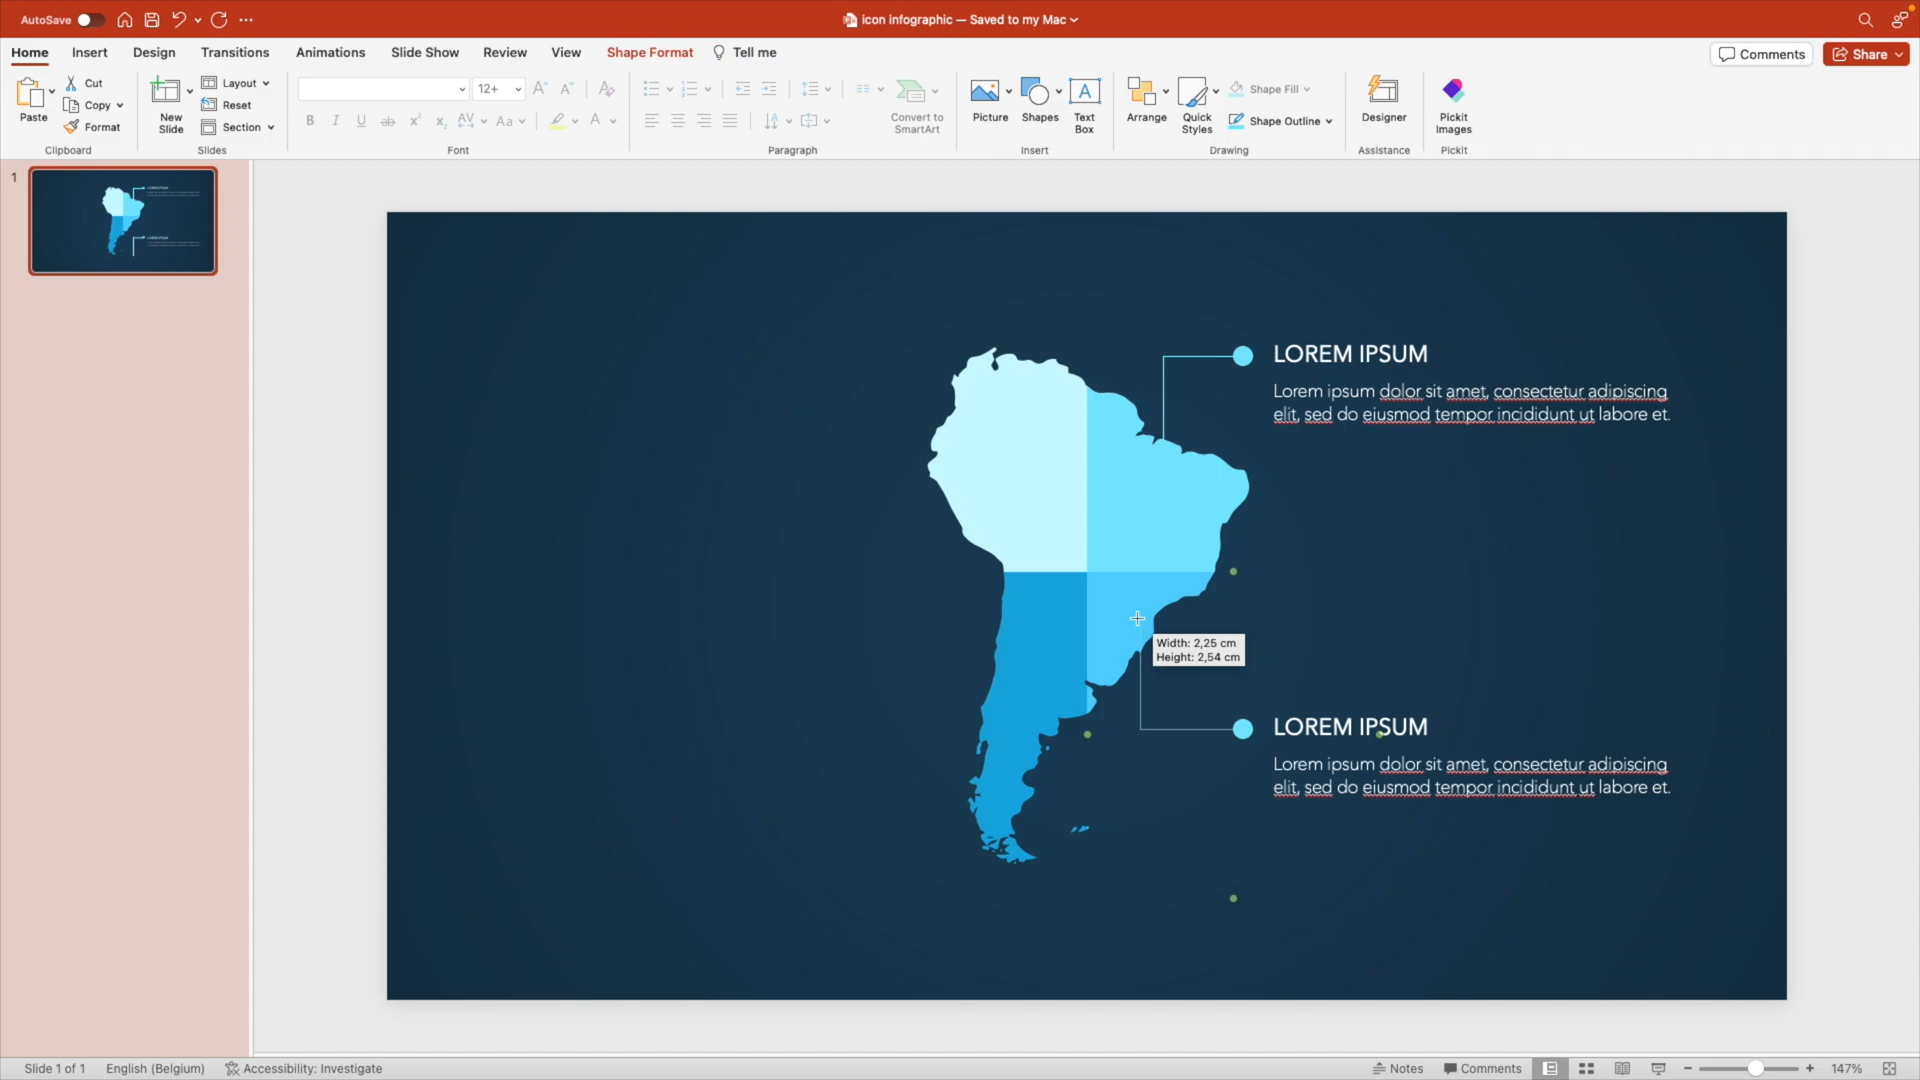 AutoSave
icon infographic — Saved to my Mac
Home Insert Design Transitions Animations Slide Show Review View Shape Format Tell me
Comments Share
Paste
Cut
Copy
Format
Clipboard
New Slide
Layout
Reset
Section
Slides
12+
Font
Paragraph
Convert to SmartArt
Picture
Shapes
Text Box
Insert
Arrange
Quick Styles
Shape Fill
Shape Outline
Drawing
Designer
Assistance
Pickit Images
Pickit
1
LOREM IPSUM
Lorem ipsum dolor sit amet, consectetur adipiscing
elit, sed do eiusmod tempor incididunt ut labore et.
Width: 2,25 cm
Height: 2,54 cm
LOREM IPSUM
Lorem ipsum dolor sit amet, consectetur adipiscing
elit, sed do eiusmod tempor incididunt ut labore et.
Slide 1 of 1 English (Belgium) Accessibility: Investigate
Notes Comments 147%